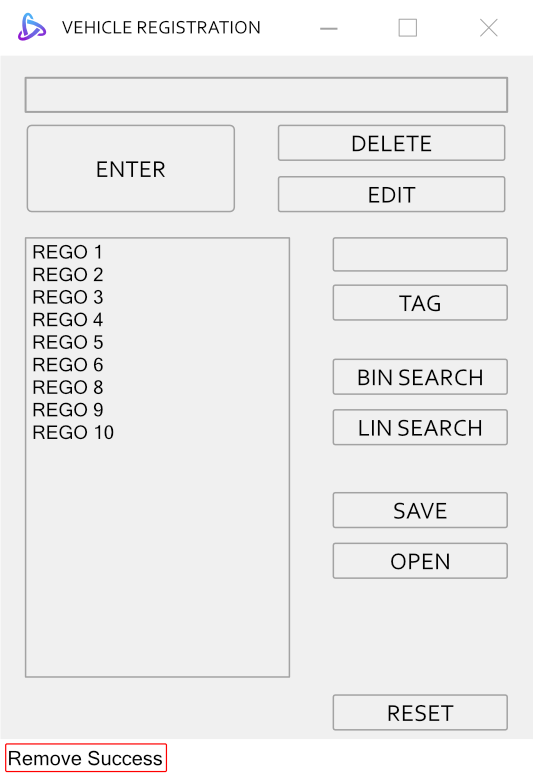 VEHICLE REGISTRATION
ENTER
DELETE
EDIT
REGO 1
REGO 2
REGO 3
REGO 4
REGO 5
REGO 6
REGO 8
REGO 9
REGO 10
TAG
BIN SEARCH
LIN SEARCH
SAVE
OPEN
RESET
Remove Success